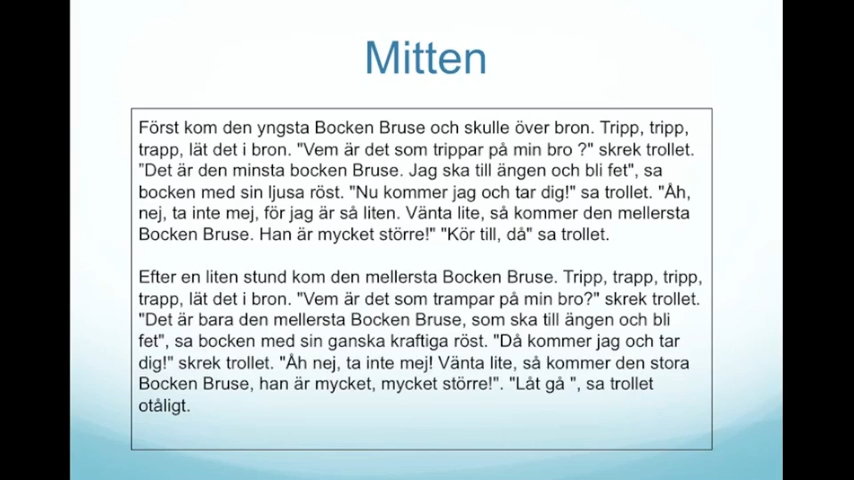 Mitten
Först kom den yngsta Bocken Bruse och skulle över bron. Tripp, tripp,
trapp, lät det i bron. "Vem är det som trippar på min bro ?" skrek trollet.
"Det är den minsta bocken Bruse. Jag ska till ängen och bli fet", sa
bocken med sin ljusa röst. "Nu kommer jag och tar dig!" sa trollet. "Åh,
nej, ta inte mej, för jag är så liten. Vänta lite, så kommer den mellersta
Bocken Bruse. Han är mycket större!" "Kör till, då" sa trollet.
Efter en liten stund kom den mellersta Bocken Bruse. Tripp, trapp, tripp,
trapp, lät det i bron. "Vem är det som trampar på min bro?" skrek trollet.
"Det är bara den mellersta Bocken Bruse, som ska till ängen och bli
fet", sa bocken med sin ganska kraftiga röst. "Då kommer jag och tar
dig!" skrek trollet. "Åh nej, ta inte mej! Vänta lite, så kommer den stora
Bocken Bruse, han är mycket, mycket större!". "Låt gå ", sa trollet
otåligt.